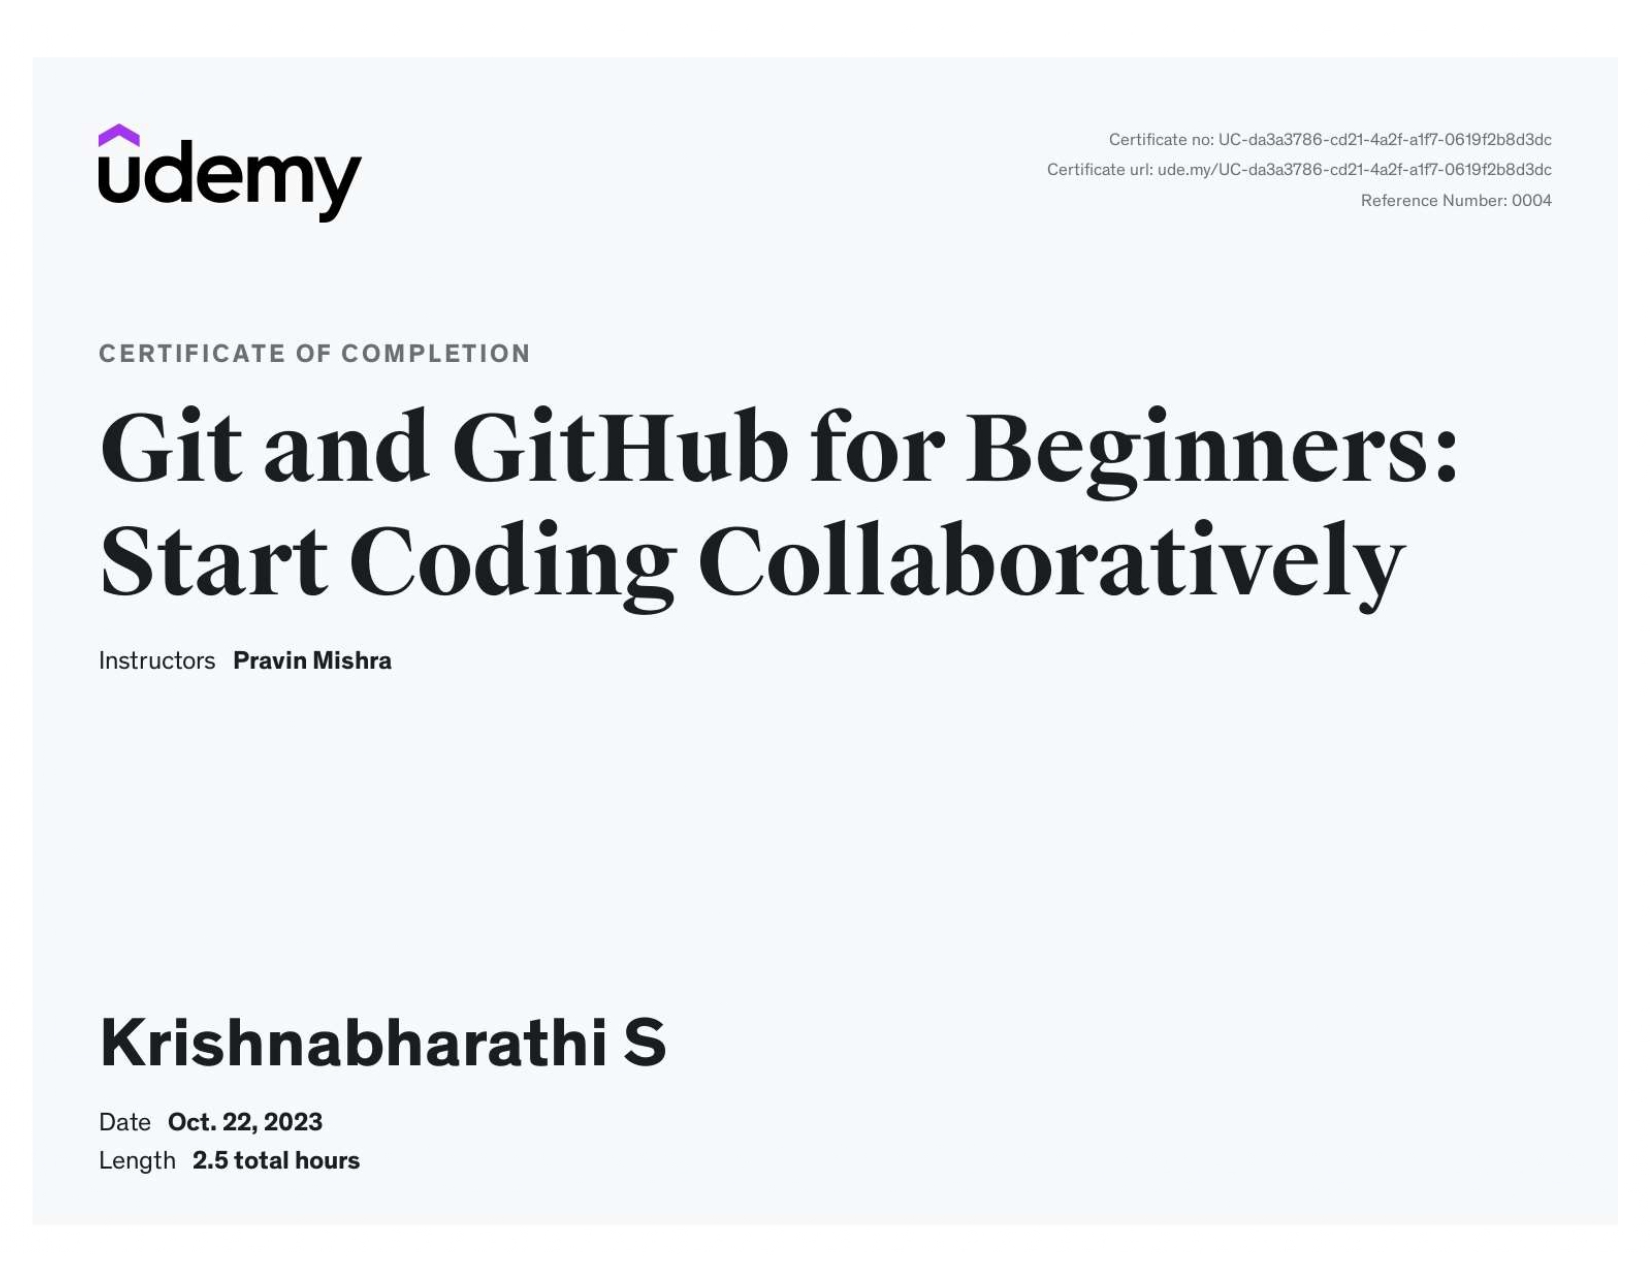 udemy
Certificate no: UC-da3a3786-cd21-4a2f-a1f7-0619f2b8d3dc
Certificate url: ude.my/UC-da3a3786-cd21-4a2f-a1f7-0619f2b8d3dc
Reference Number: 0004
CERTIFICATE OF COMPLETION
Git and GitHub for Beginners:
Start Coding Collaboratively
Instructors Pravin Mishra
Krishnabharathi S
Date Oct. 22, 2023
Length 2.5 total hours